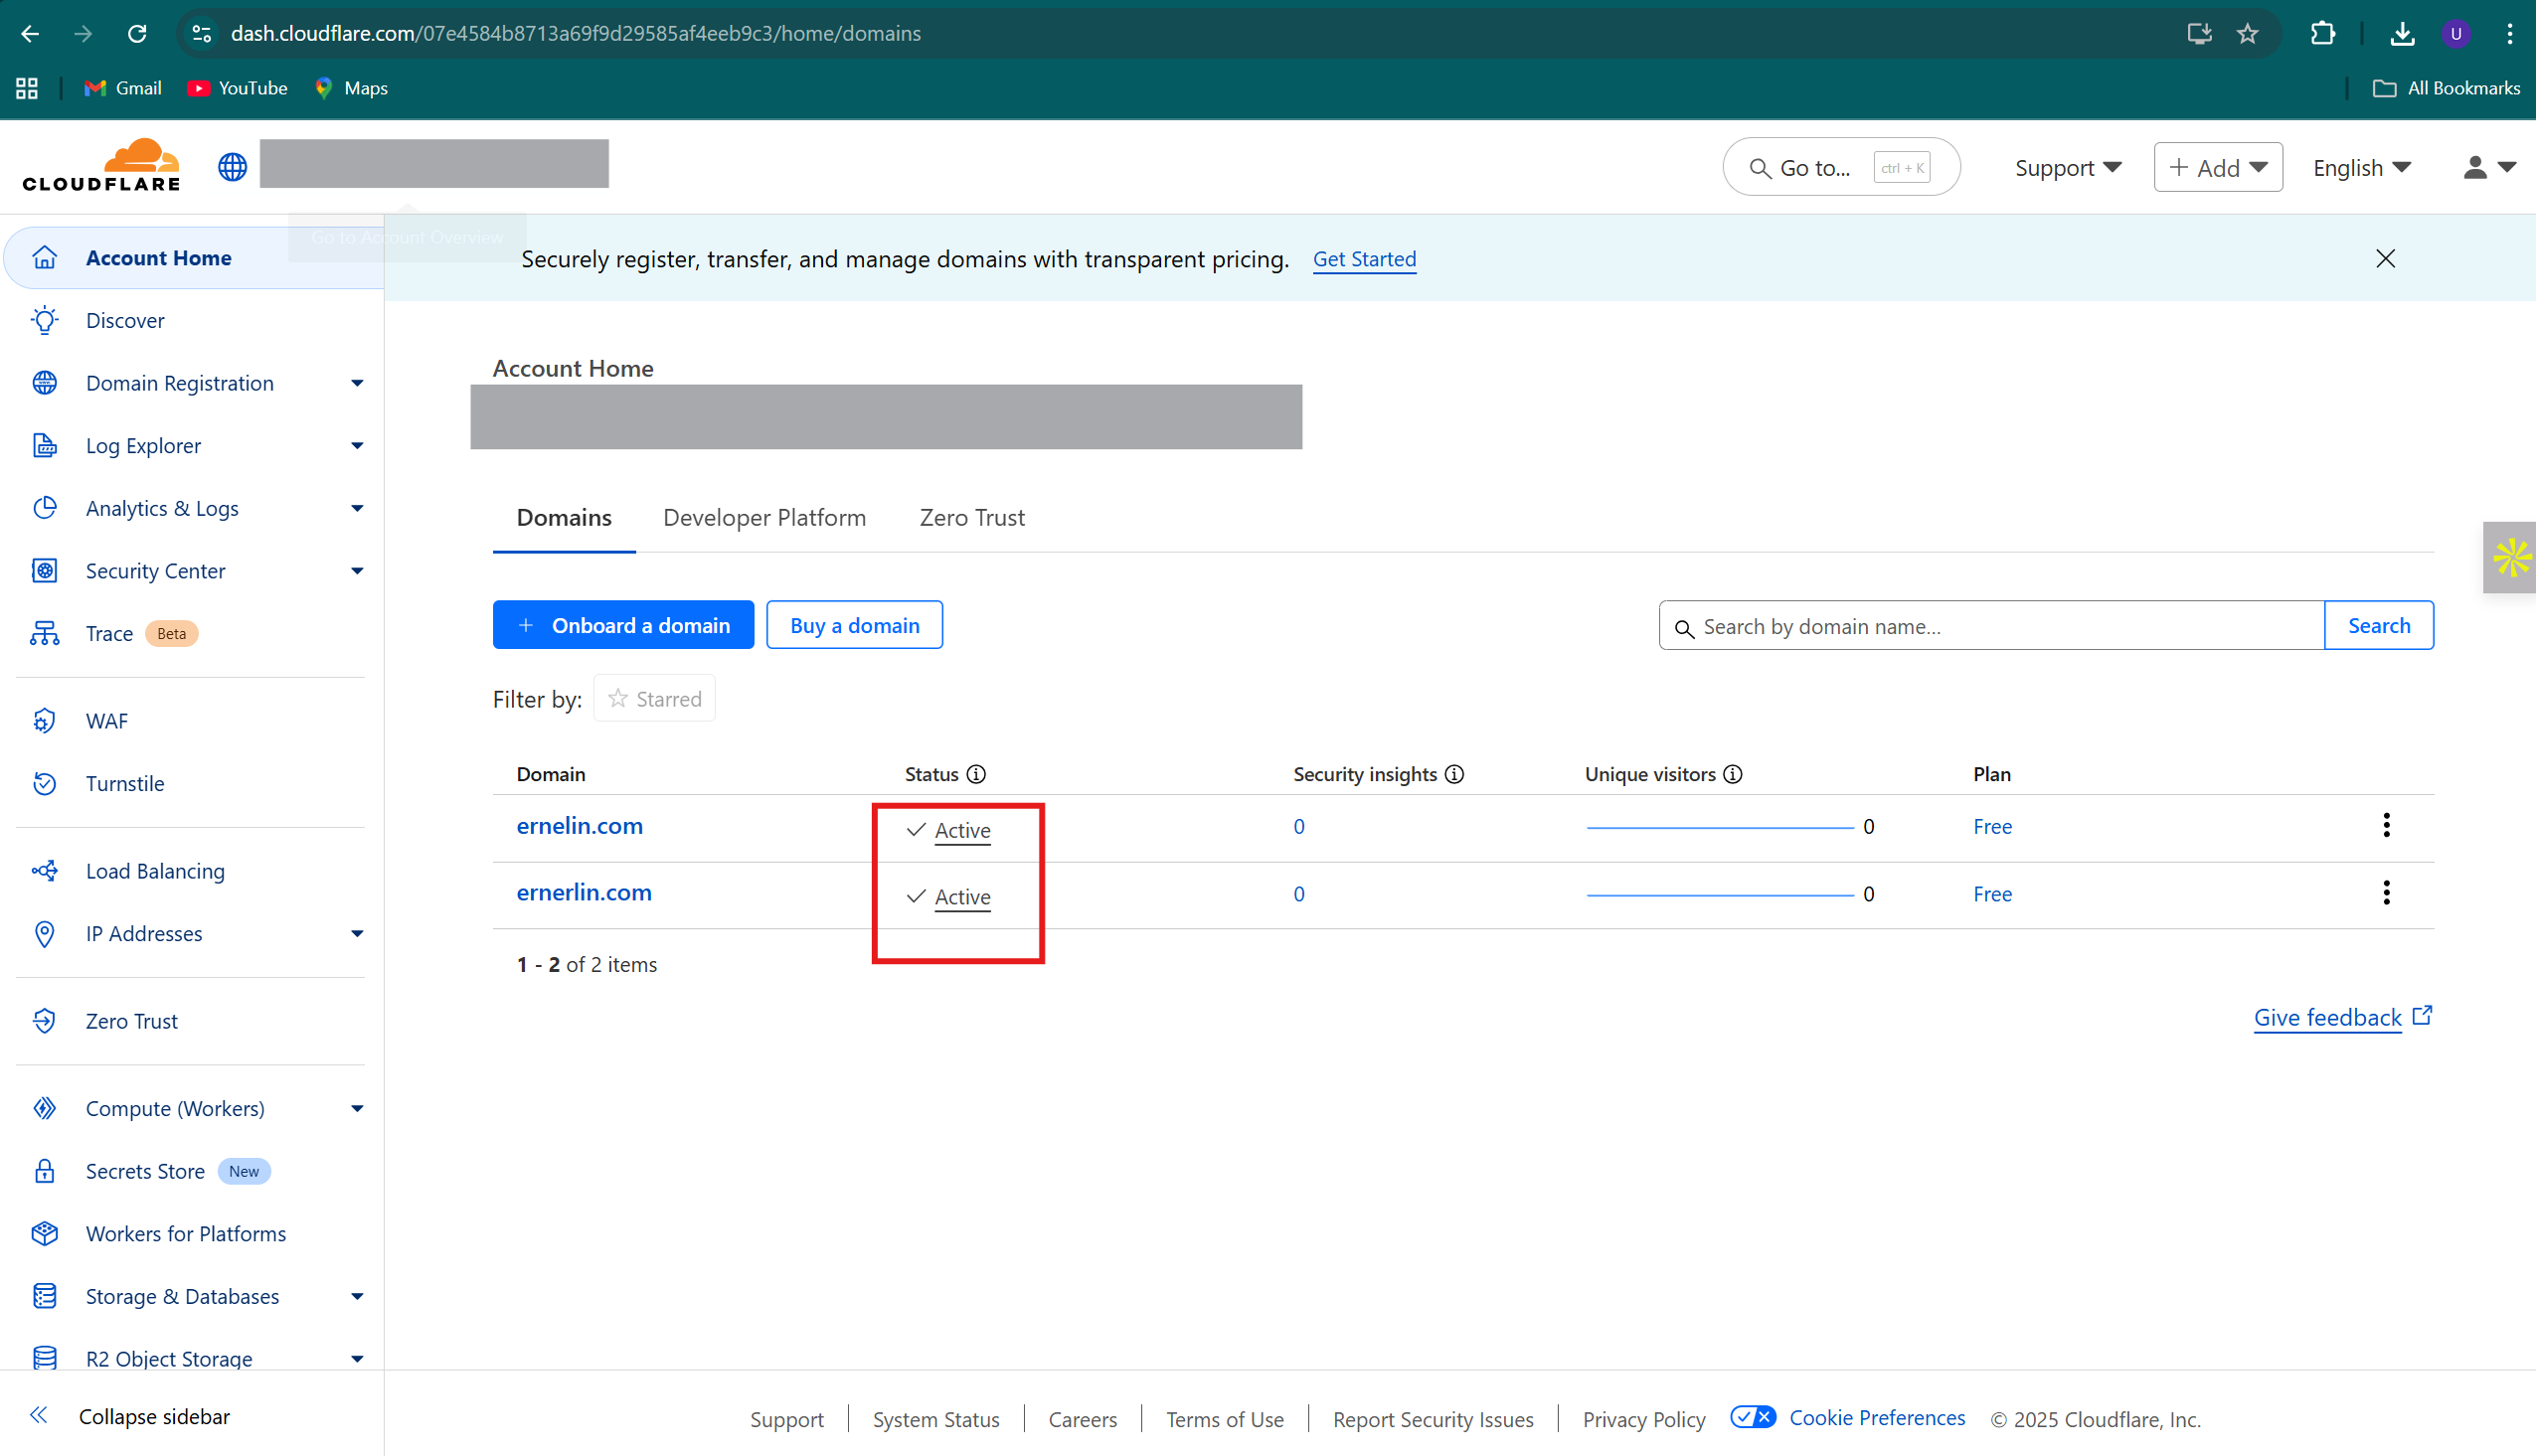 dash.cloudflare.com/07e4584b8713a69f9d29585af4eeb9c3/home/domains
U
Gmail
YouTube
Maps
All Bookmarks
CLOUDFLARE
Go to...
ctrl + K
Support
+ Add
English
Go to Account Overview
Account Home
Discover
Domain Registration
Log Explorer
Analytics & Logs
Security Center
Trace Beta
WAF
Turnstile
Load Balancing
IP Addresses
Zero Trust
Compute (Workers)
Secrets Store New
Workers for Platforms
Storage & Databases
R2 Object Storage
Collapse sidebar
Securely register, transfer, and manage domains with transparent pricing. Get Started
Account Home
Domains Developer Platform Zero Trust
+ Onboard a domain
Buy a domain
Search by domain name...
Search
Filter by: Starred
Domain Status Security insights Unique visitors Plan
ernelin.com Active 0 0 Free
ernerlin.com Active 0 0 Free
1 - 2 of 2 items
Give feedback
Support System Status Careers Terms of Use Report Security Issues Privacy Policy Cookie Preferences © 2025 Cloudflare, Inc.